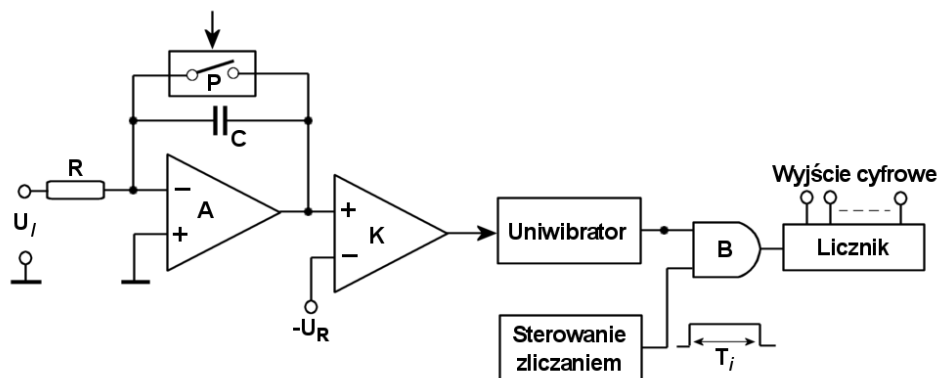 P
C
R
Wyjście cyfrowe
− A
U_I
+
+ K
−
Uniwibrator
B
Licznik
-U_R
Sterowanie
zliczaniem
T_i